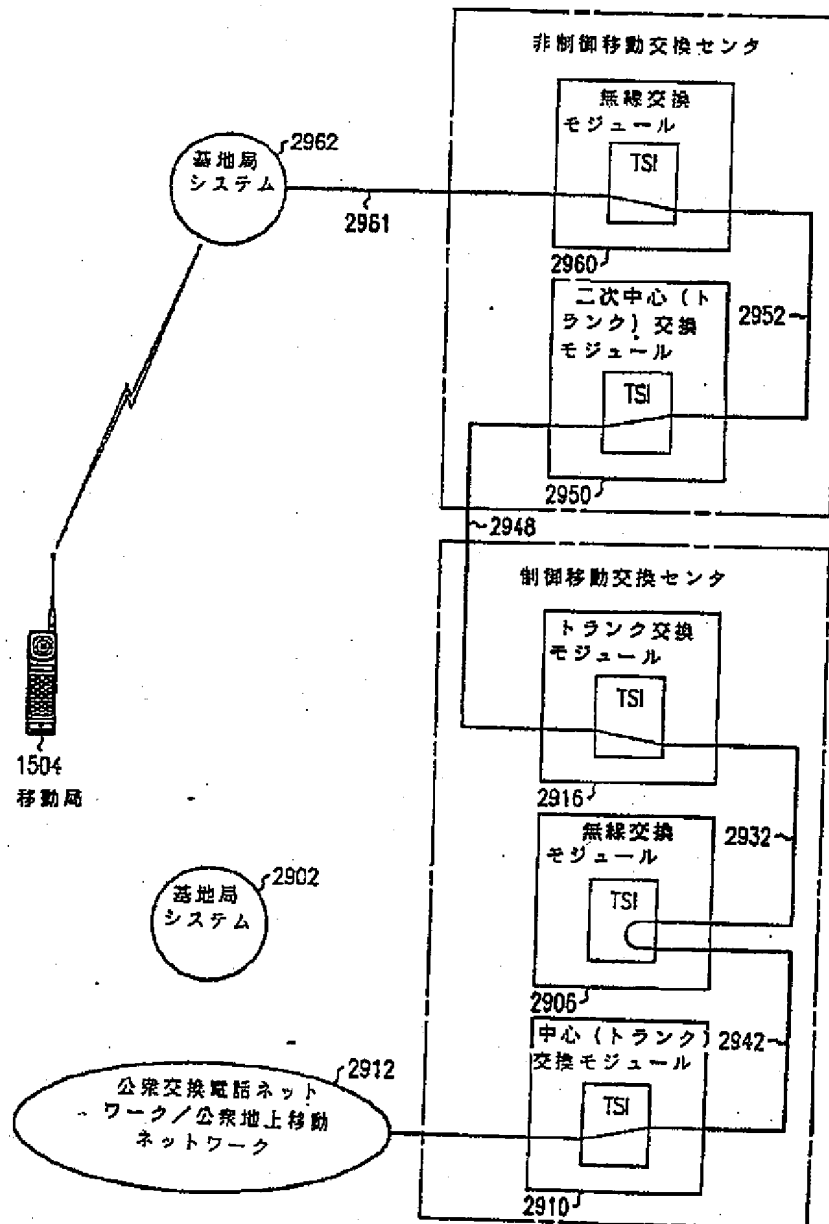 非制御移動交換センタ
無線交換
モジュール
TSI
2960
2952
二次中心(ト
ランク)交換
モジュール
TSI
2950
2962
基地局
システム
2961
2948
1504
移動局
制御移動交換センタ
トランク交換
モジュール
TSI
2916
2932
無線交換
モジュール
TSI
2906
2902
基地局
システム
中心(トランク)
交換モジュール
2942
TSI
2910
2912
公衆交換電話ネット
ワーク/公衆地上移動
ネットワーク